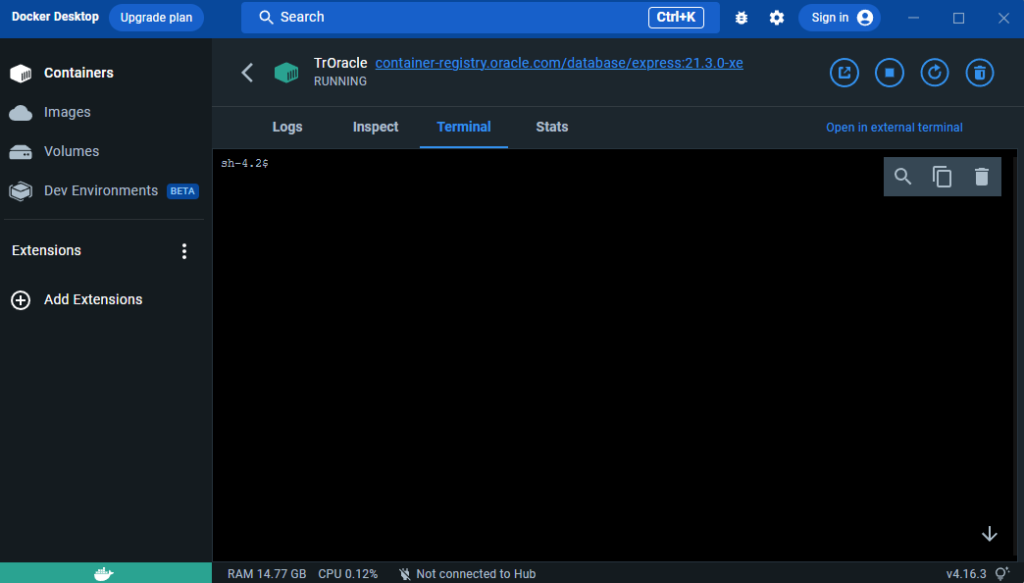 Docker Desktop
Upgrade plan
Search
Ctrl+K
Sign in
Containers
Images
Volumes
Dev Environments BETA
Extensions
Add Extensions
TrOracle container-registry.oracle.com/database/express:21.3.0-xe
RUNNING
Logs
Inspect
Terminal
Stats
Open in external terminal
sh-4.2$
RAM 14.77 GB CPU 0.12% Not connected to Hub
v4.16.3